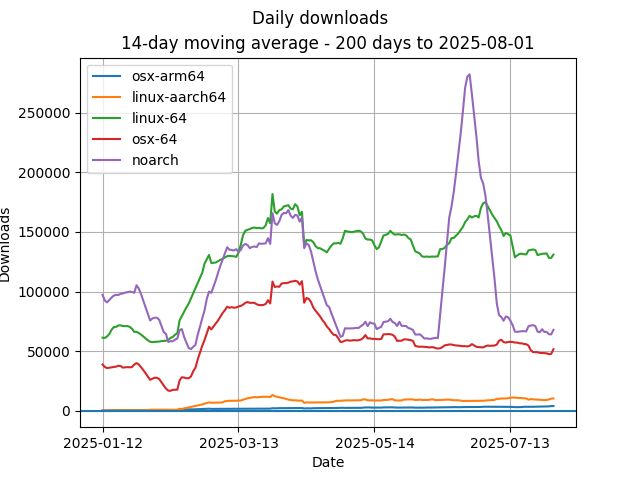 Daily downloads
14-day moving average - 200 days to 2025-08-01
osx-arm64
linux-aarch64
linux-64
osx-64
noarch
250000
200000
150000
100000
50000
0
Downloads
2025-01-12
2025-03-13
2025-05-14
2025-07-13
Date